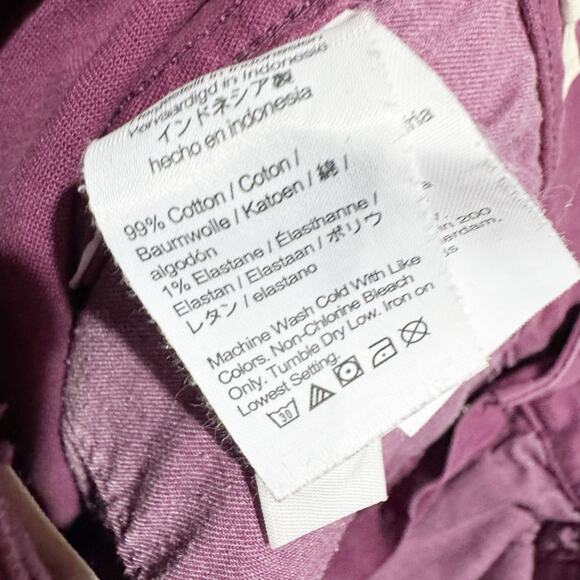 Vervaardigd in Indonesië
インドネシア製
hecho en indonesia
99% Cotton / Coton /
Baumwolle / Katoen / 綿 /
algodón
1% Elastane / Élasthanne /
Elastan / Elastaan / ポリウ
レタン / elastano
Machine Wash Cold With Like
Colors. Non-Chlorine Bleach
Only. Tumble Dry Low. Iron on
Lowest Setting.
30
200